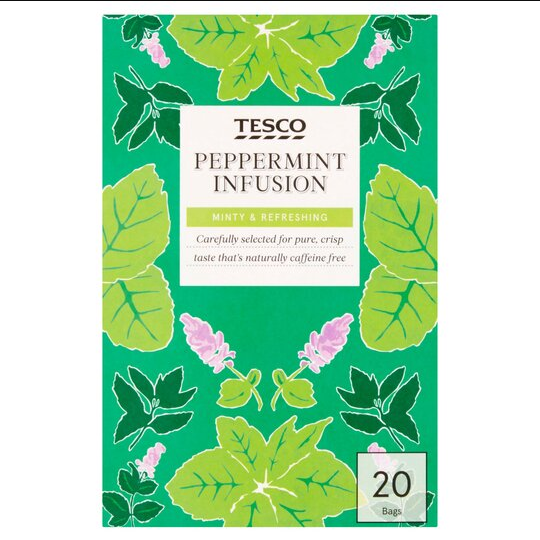 TESCO
PEPPERMINT
INFUSION
MINTY & REFRESHING
Carefully selected for pure, crisp
taste that's naturally caffeine free
20
Bags